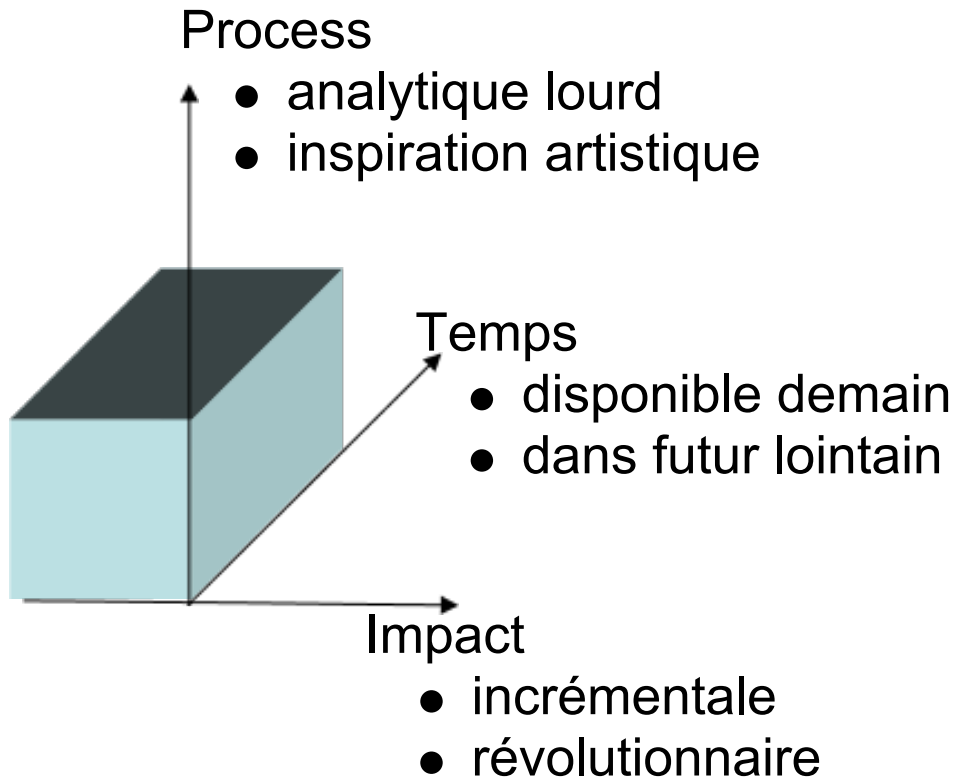 Process
● analytique lourd
● inspiration artistique
Temps
● disponible demain
● dans futur lointain
Impact
● incrémentale
● révolutionnaire